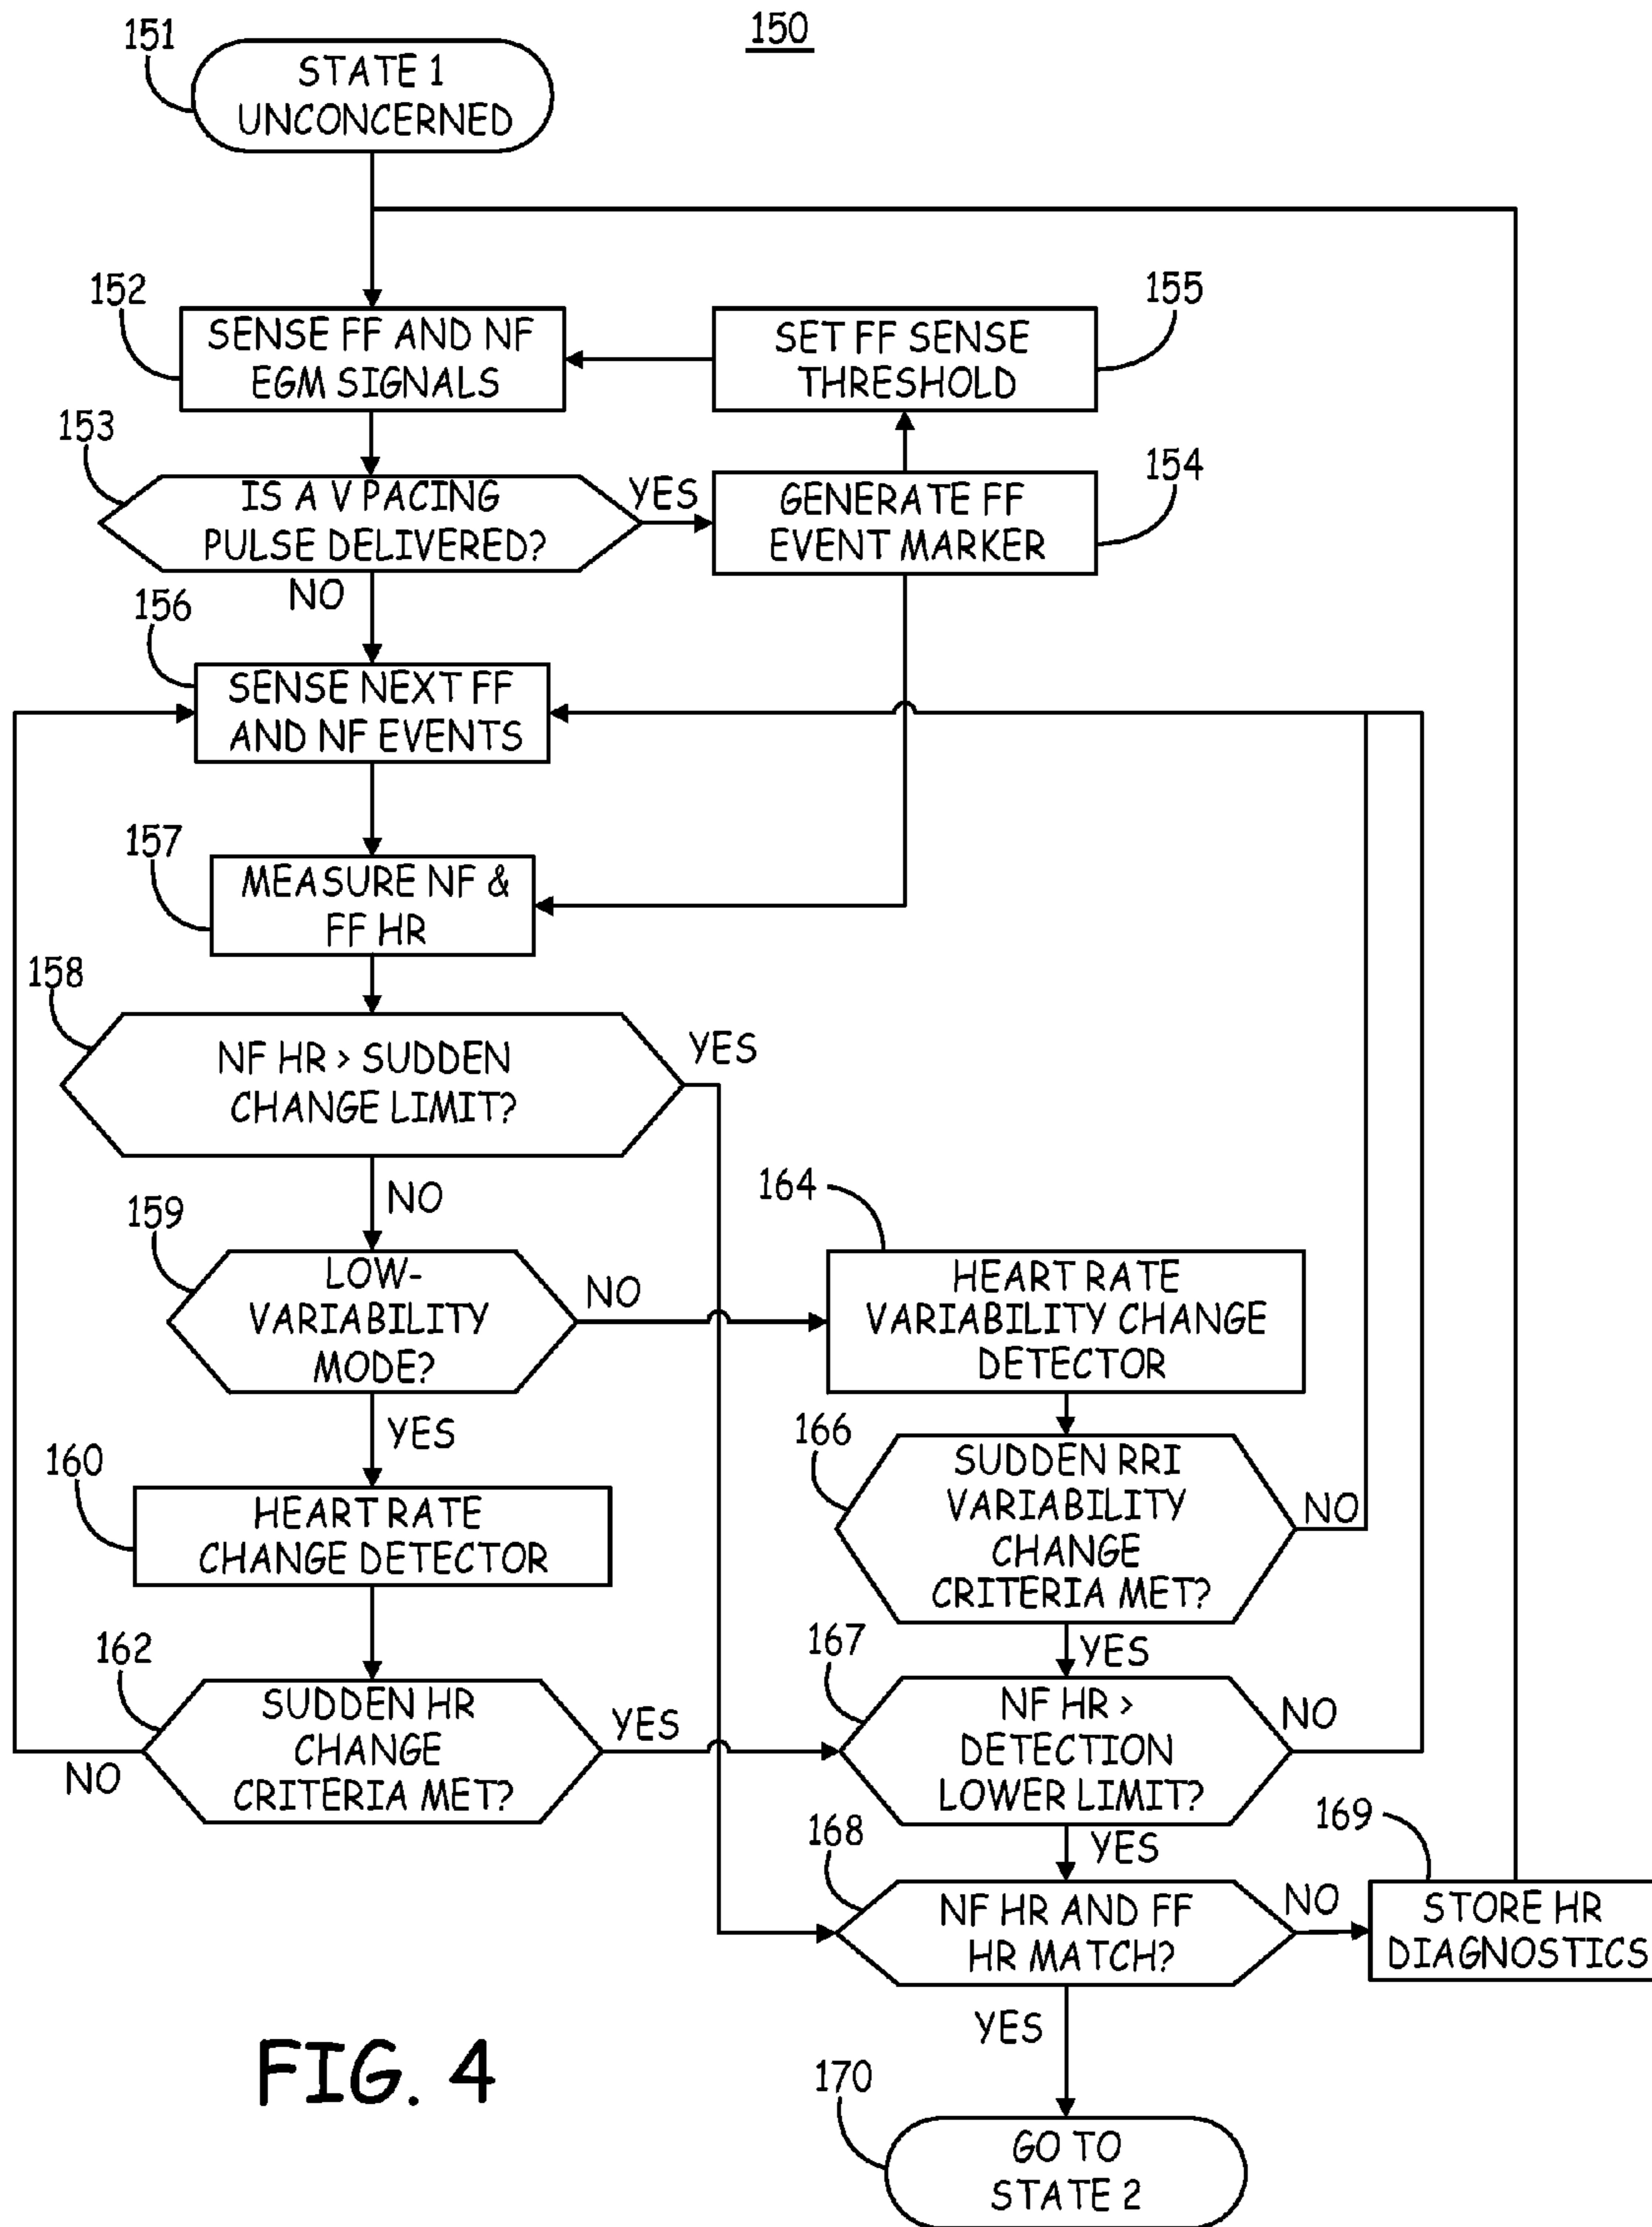 150
151
STATE 1
UNCONCERNED
152
SENSE FF AND NF
EGM SIGNALS
155
SET FF SENSE
THRESHOLD
153
IS A V PACING
PULSE DELIVERED?
YES
NO
154
GENERATE FF
EVENT MARKER
156
SENSE NEXT FF
AND NF EVENTS
157
MEASURE NF &
FF HR
158
NF HR > SUDDEN
CHANGE LIMIT?
YES
NO
159
LOW-
VARIABILITY
MODE?
NO
YES
164
HEART RATE
VARIABILITY CHANGE
DETECTOR
160
HEART RATE
CHANGE DETECTOR
166
SUDDEN RRI
VARIABILITY
CHANGE
CRITERIA MET?
NO
YES
162
SUDDEN HR
CHANGE
CRITERIA MET?
YES
NO
167
NF HR >
DETECTION
LOWER LIMIT?
NO
YES
168
NF HR AND FF
HR MATCH?
NO
YES
169
STORE HR
DIAGNOSTICS
170
GO TO
STATE 2
FIG. 4